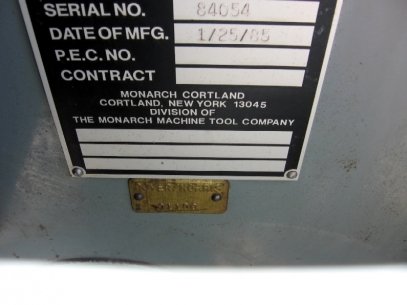 SERIAL NO. 84054
DATE OF MFG. 1/25/85
P.E.C. NO.
CONTRACT
MONARCH CORTLAND
CORTLAND, NEW YORK 13045
DIVISION OF
THE MONARCH MACHINE TOOL COMPANY